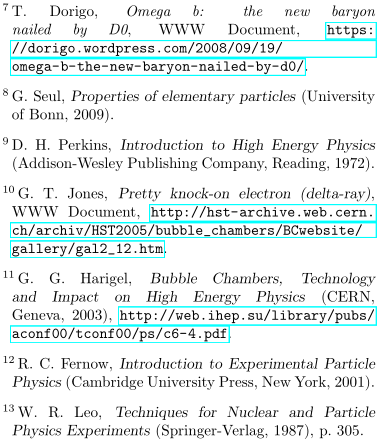 7 T. Dorigo, Omega b: the new baryon
nailed by D0, WWW Document, https:
//dorigo.wordpress.com/2008/09/19/
omega-b-the-new-baryon-nailed-by-d0/.
8 G. Seul, Properties of elementary particles (University
of Bonn, 2009).
9 D. H. Perkins, Introduction to High Energy Physics
(Addison-Wesley Publishing Company, Reading, 1972).
10 G. T. Jones, Pretty knock-on electron (delta-ray),
WWW Document, http://hst-archive.web.cern.
ch/archiv/HST2005/bubble_chambers/BCwebsite/
gallery/gal2_12.htm.
11 G. G. Harigel, Bubble Chambers, Technology
and Impact on High Energy Physics (CERN,
Geneva, 2003), http://web.ihep.su/library/pubs/
aconf00/tconf00/ps/c6-4.pdf.
12 R. C. Fernow, Introduction to Experimental Particle
Physics (Cambridge University Press, New York, 2001).
13 W. R. Leo, Techniques for Nuclear and Particle
Physics Experiments (Springer-Verlag, 1987), p. 305.